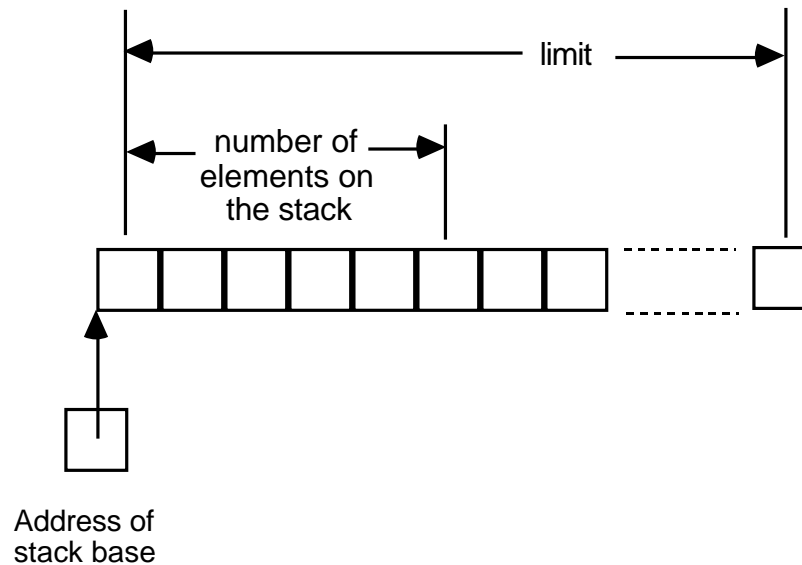 limit
number of
elements on
the stack
Address of
stack base